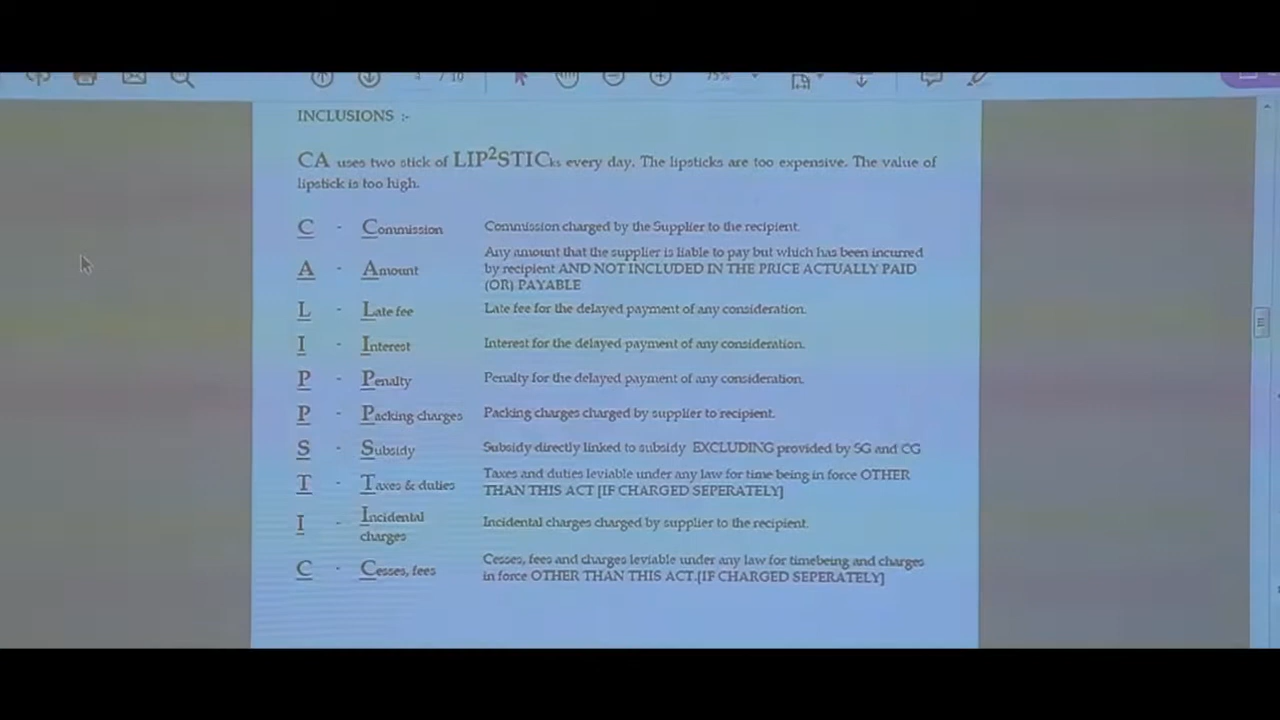 / 10
75%
INCLUSIONS :-
CA uses two stick of LIP²STICks every day. The lipsticks are too expensive. The value of
lipstick is too high.
C - Commission Commission charged by the Supplier to the recipient.
A - Amount Any amount that the supplier is liable to pay but which has been incurred
by recipient AND NOT INCLUDED IN THE PRICE ACTUALLY PAID
(OR) PAYABLE
L - Late fee Late fee for the delayed payment of any consideration.
I - Interest Interest for the delayed payment of any consideration.
P - Penalty Penalty for the delayed payment of any consideration.
P - Packing charges Packing charges charged by supplier to recipient.
S - Subsidy Subsidy directly linked to subsidy EXCLUDING provided by SG and CG
T - Taxes & duties Taxes and duties leviable under any law for time being in force OTHER
THAN THIS ACT [IF CHARGED SEPERATELY]
I - Incidental charges Incidental charges charged by supplier to the recipient.
C - Cesses, fees Cesses, fees and charges leviable under any law for timebeing and charges
in force OTHER THAN THIS ACT.[IF CHARGED SEPERATELY]